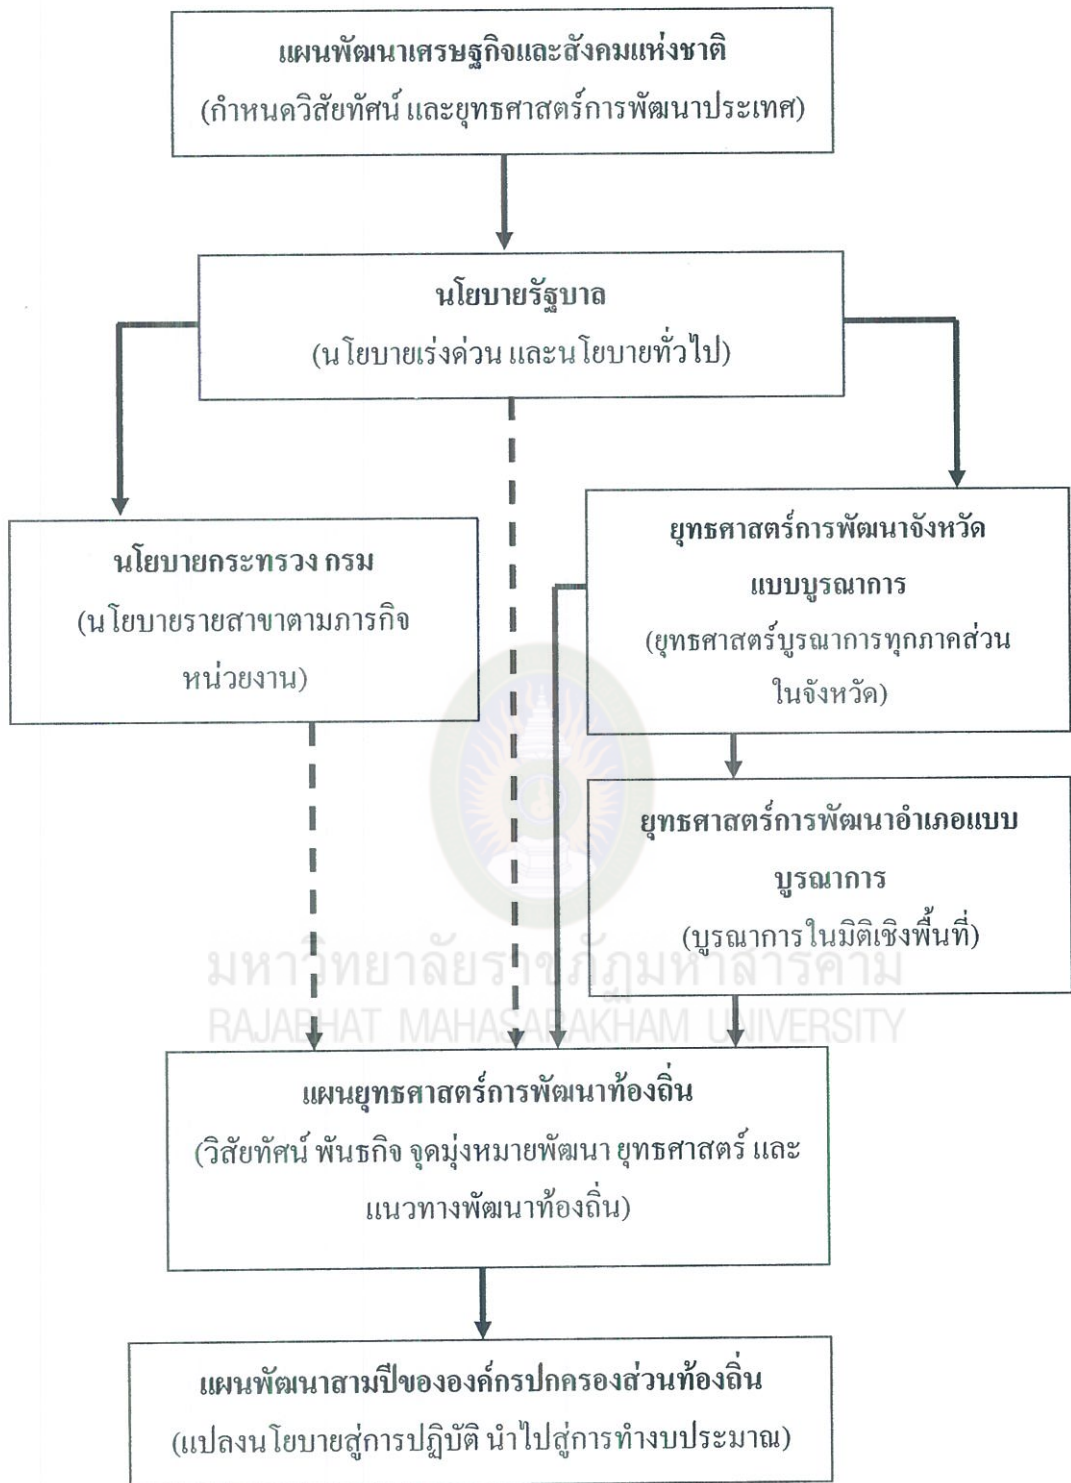 แผนพัฒนาเศรษฐกิจและสังคมแห่งชาติ
(กำหนดวิสัยทัศน์ และยุทธศาสตร์การพัฒนาประเทศ)
นโยบายรัฐบาล
(นโยบายเร่งด่วน และนโยบายทั่วไป)
นโยบายกระทรวง กรม
(นโยบายรายสาขาตามภารกิจ
หน่วยงาน)
ยุทธศาสตร์การพัฒนาจังหวัด
แบบบูรณาการ
(ยุทธศาสตร์บูรณาการทุกภาคส่วน
ในจังหวัด)
ยุทธศาสตร์การพัฒนาอำเภอแบบ
บูรณาการ
(บูรณาการในมิติเชิงพื้นที่)
มหาวิทยาลัยราชภัฏมหาสารคาม
RAJABHAT MAHASARAKHAM UNIVERSITY
แผนยุทธศาสตร์การพัฒนาท้องถิ่น
(วิสัยทัศน์ พันธกิจ จุดมุ่งหมายพัฒนา ยุทธศาสตร์ และ
แนวทางพัฒนาท้องถิ่น)
แผนพัฒนาสามปีขององค์กรปกครองส่วนท้องถิ่น
(แปลงนโยบายสู่การปฏิบัติ นำไปสู่การทำงบประมาณ)